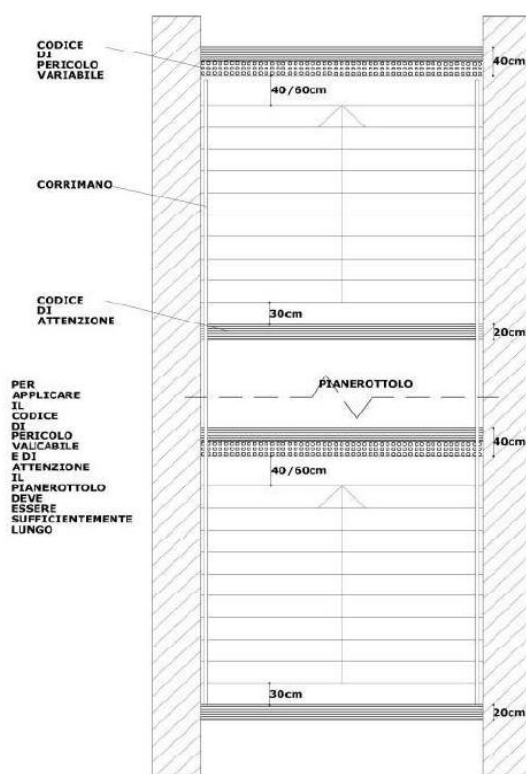 CODICE
DI
PERICOLO
VARIABILE
40cm
40/60cm
CORRIMANO
CODICE
DI
ATTENZIONE
30cm
20cm
PIANEROTTOLO
PER
APPLICARE
IL
CODICE
DI
PERICOLO
VAUCABILE
E DI
ATTENZIONE
IL
PIANEROTTOLO
DEVE
ESSERE
SUFFICIENTEMENTE
LUNGO
40cm
40/60cm
30cm
20cm